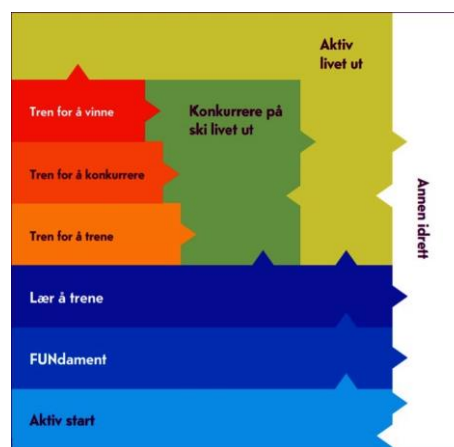 Aktiv
livet ut
Tren for å vinne
Konkurrere på
ski livet ut
Tren for å konkurrere
Annen idrett
Tren for å trene
Lær å trene
FUNdament
Aktiv start